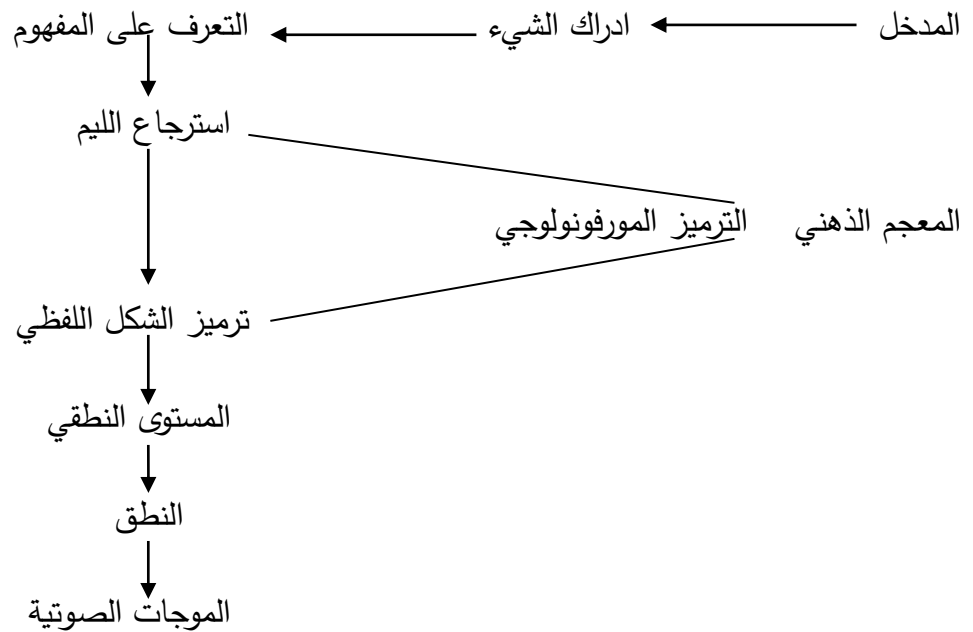 المدخل ادراك الشيء التعرف على المفهوم
استرجاع الليم
المعجم الذهني الترميز المورفونولوجي
ترميز الشكل اللفظي
المستوى النطقي
النطق
الموجات الصوتية